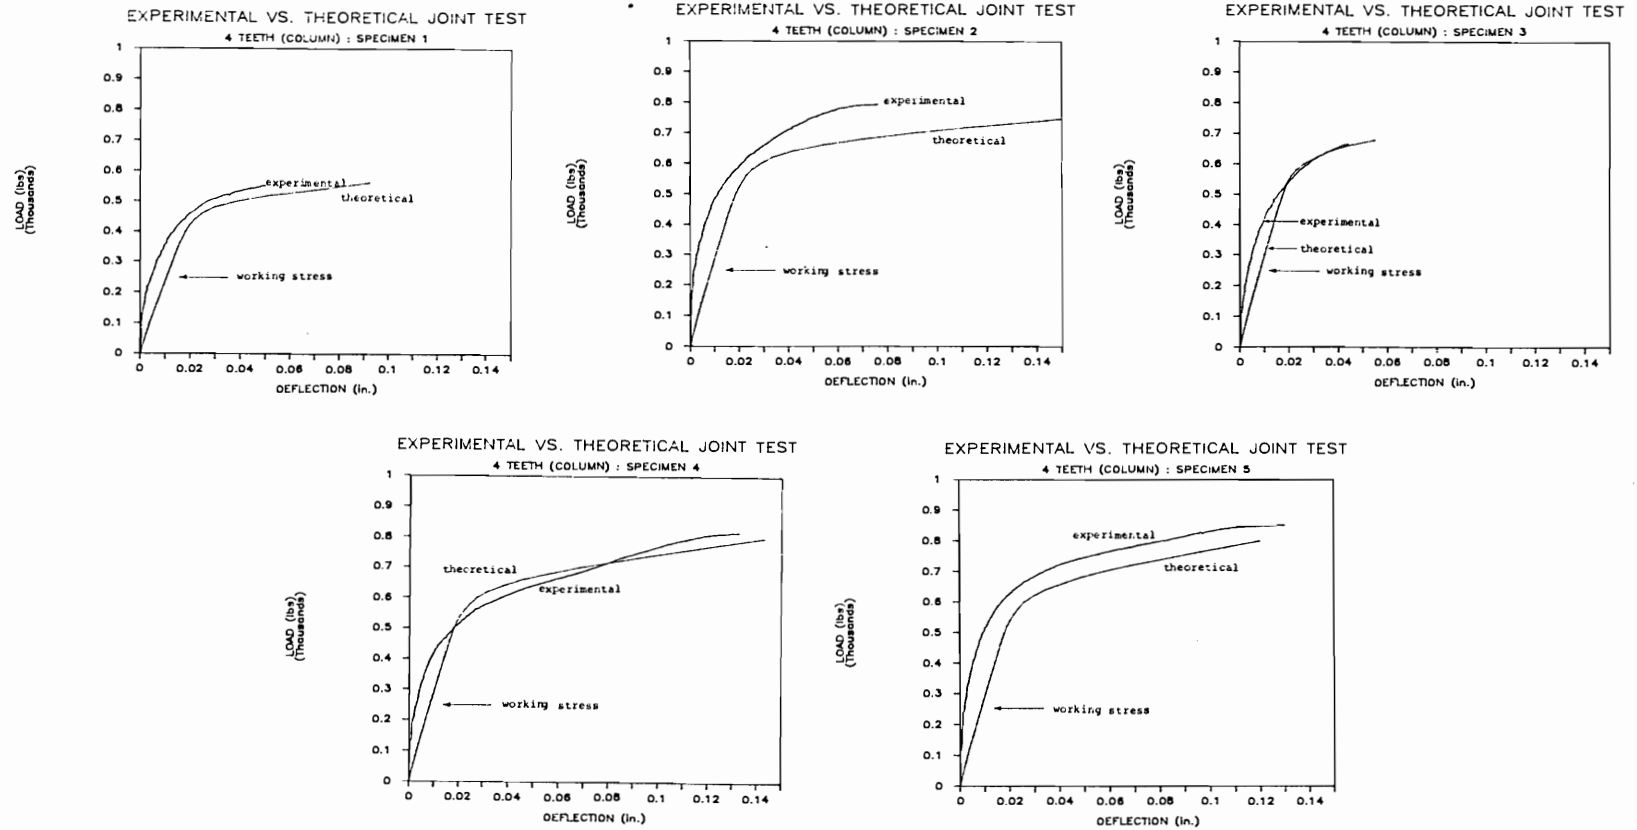 EXPERIMENTAL VS. THEORETICAL JOINT TEST
4 TEETH (COLUMN) : SPECIMEN 1
1
0.9
0.8
0.7
0.6
0.5
0.4
0.3
0.2
0.1
0
LOAD (lbs)
(Thousands)
experimental
theoretical
working stress
0 0.02 0.04 0.06 0.08 0.1 0.12 0.14
DEFLECTION (in.)
EXPERIMENTAL VS. THEORETICAL JOINT TEST
4 TEETH (COLUMN) : SPECIMEN 2
1
0.9
0.8
0.7
0.6
0.5
0.4
0.3
0.2
0.1
0
LOAD (lbs)
(Thousands)
experimental
theoretical
working stress
0 0.02 0.04 0.06 0.08 0.1 0.12 0.14
DEFLECTION (in.)
EXPERIMENTAL VS. THEORETICAL JOINT TEST
4 TEETH (COLUMN) : SPECIMEN 3
1
0.9
0.8
0.7
0.6
0.5
0.4
0.3
0.2
0.1
0
LOAD (lbs)
(Thousands)
experimental
theoretical
working stress
0 0.02 0.04 0.06 0.08 0.1 0.12 0.14
DEFLECTION (in.)
EXPERIMENTAL VS. THEORETICAL JOINT TEST
4 TEETH (COLUMN) : SPECIMEN 4
1
0.9
0.8
0.7
0.6
0.5
0.4
0.3
0.2
0.1
0
LOAD (lbs)
(Thousands)
theoretical
experimental
working stress
0 0.02 0.04 0.06 0.08 0.1 0.12 0.14
DEFLECTION (in.)
EXPERIMENTAL VS. THEORETICAL JOINT TEST
4 TEETH (COLUMN) : SPECIMEN 5
1
0.9
0.8
0.7
0.6
0.5
0.4
0.3
0.2
0.1
0
LOAD (lbs)
(Thousands)
experimental
theoretical
working stress
0 0.02 0.04 0.06 0.08 0.1 0.12 0.14
DEFLECTION (in.)